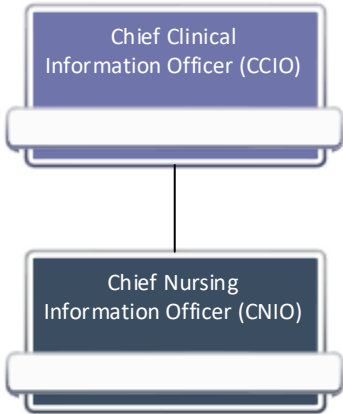 Chief Clinical
Information Officer (CCIO)
Chief Nursing
Information Officer (CNIO)